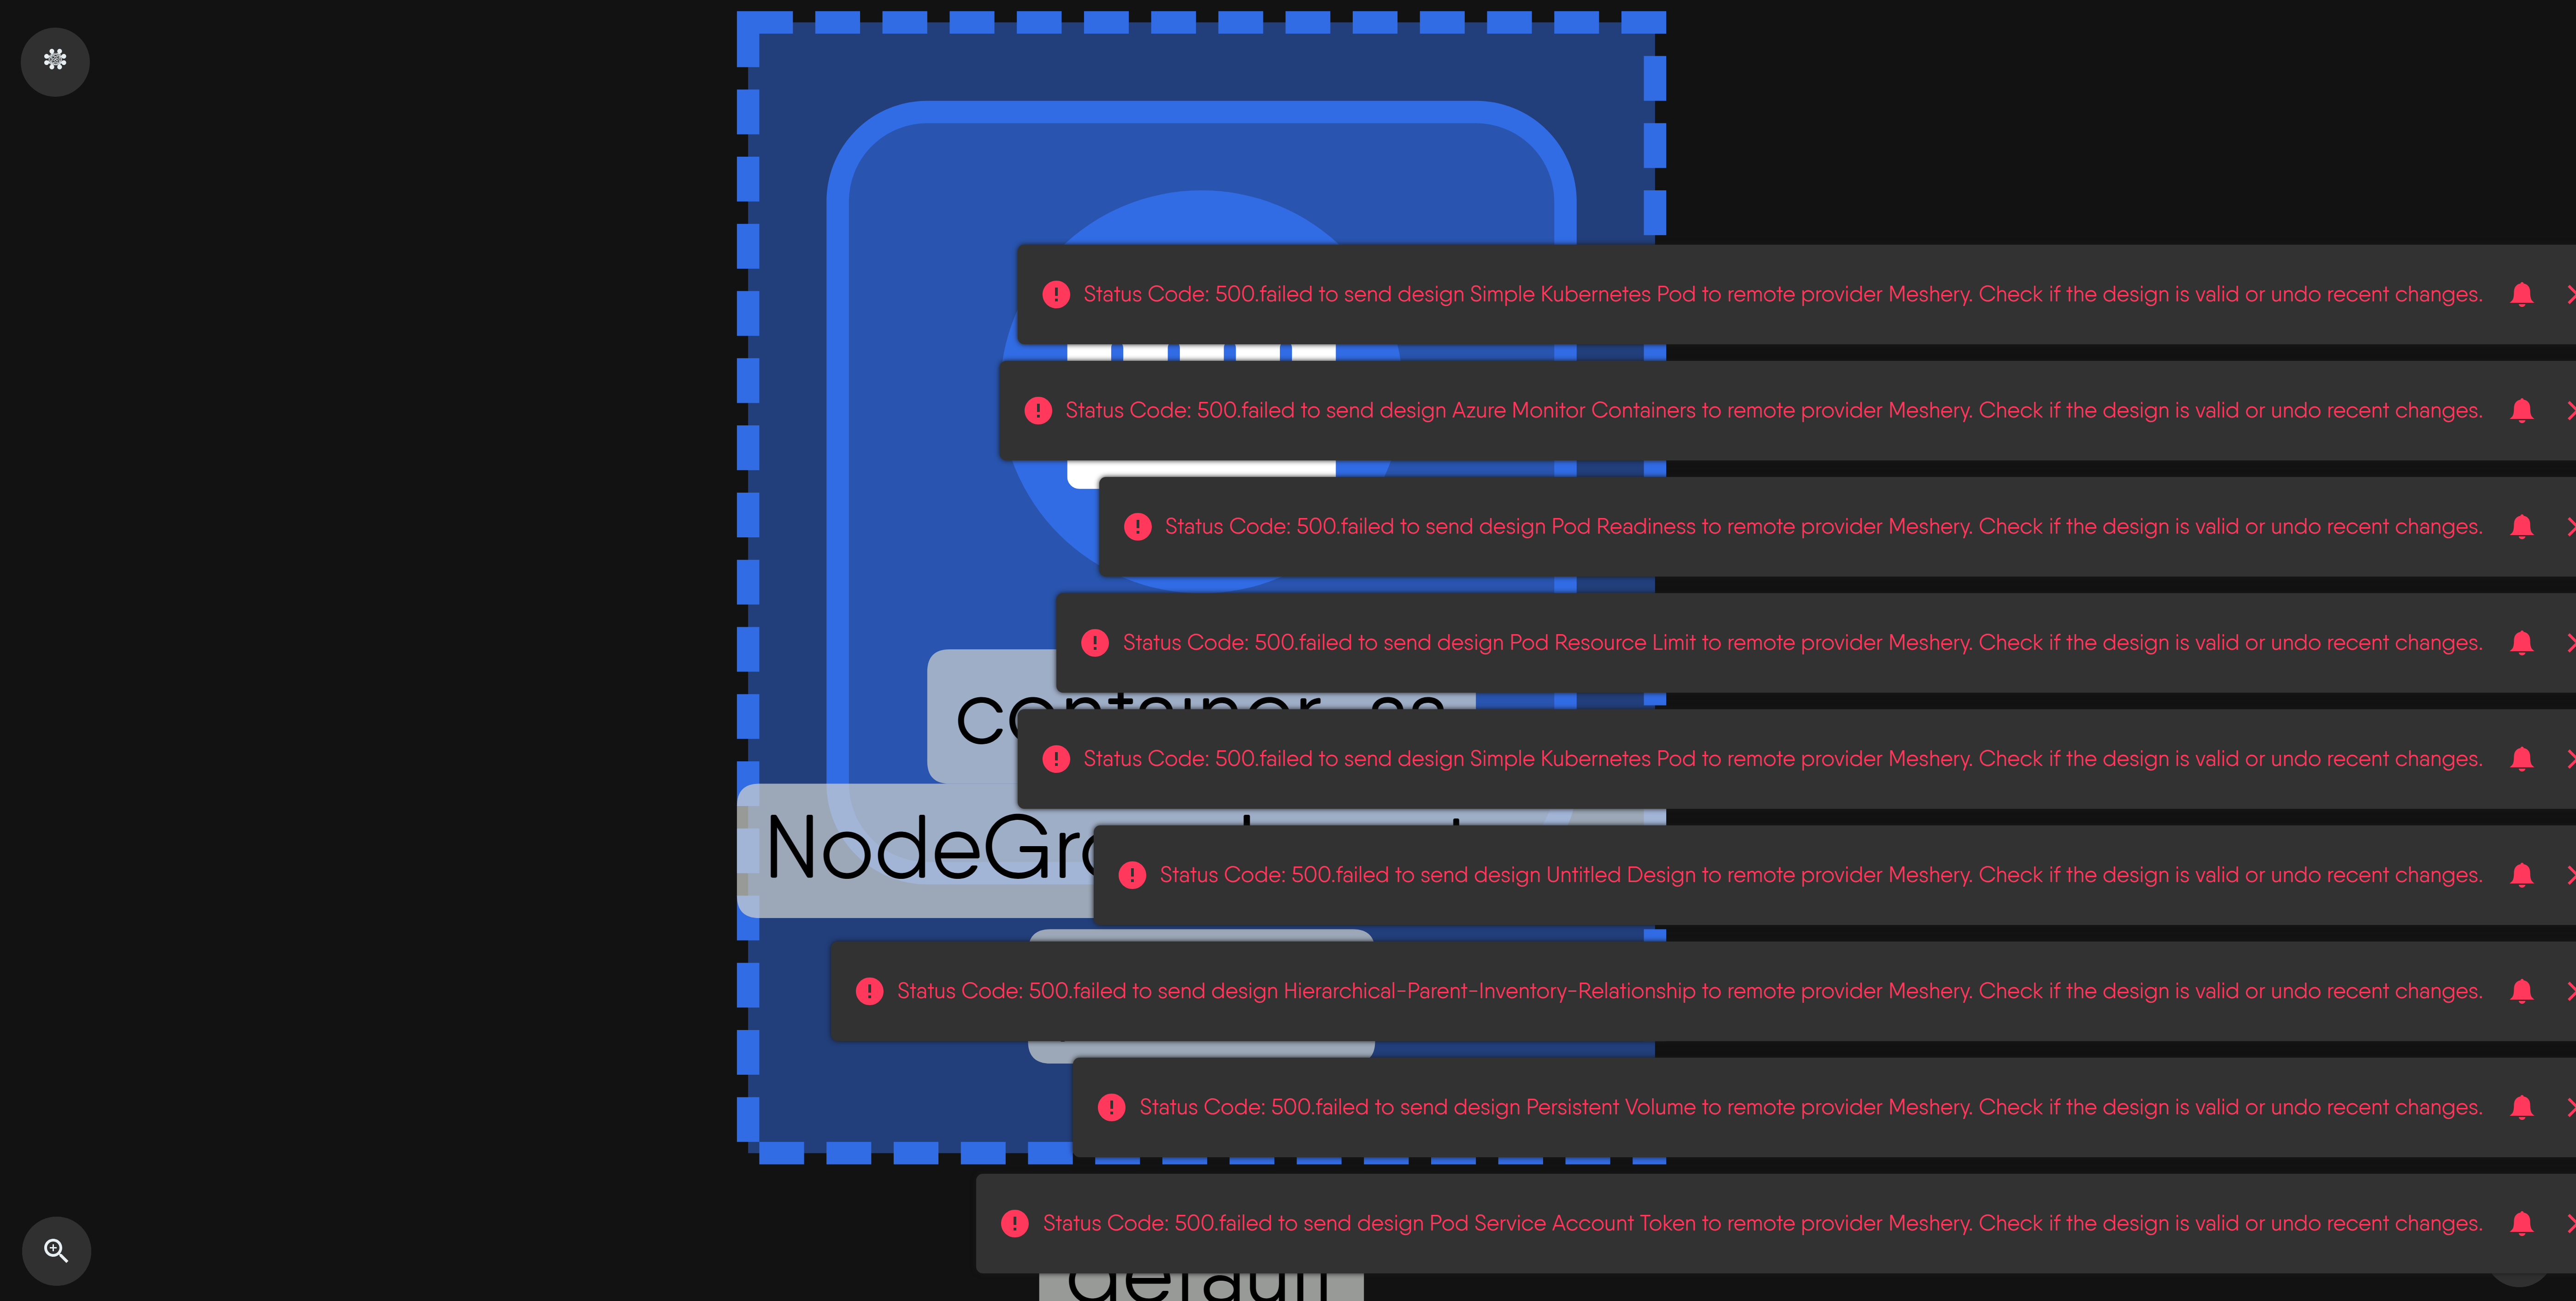 Status Code: 500.failed to send design Simple Kubernetes Pod to remote provider Meshery. Check if the design is valid or undo recent changes.
Status Code: 500.failed to send design Azure Monitor Containers to remote provider Meshery. Check if the design is valid or undo recent changes.
Status Code: 500.failed to send design Pod Readiness to remote provider Meshery. Check if the design is valid or undo recent changes.
Status Code: 500.failed to send design Pod Resource Limit to remote provider Meshery. Check if the design is valid or undo recent changes.
Status Code: 500.failed to send design Simple Kubernetes Pod to remote provider Meshery. Check if the design is valid or undo recent changes.
Status Code: 500.failed to send design Untitled Design to remote provider Meshery. Check if the design is valid or undo recent changes.
Status Code: 500.failed to send design Hierarchical-Parent-Inventory-Relationship to remote provider Meshery. Check if the design is valid or undo recent changes.
Status Code: 500.failed to send design Persistent Volume to remote provider Meshery. Check if the design is valid or undo recent changes.
Status Code: 500.failed to send design Pod Service Account Token to remote provider Meshery. Check if the design is valid or undo recent changes.
default